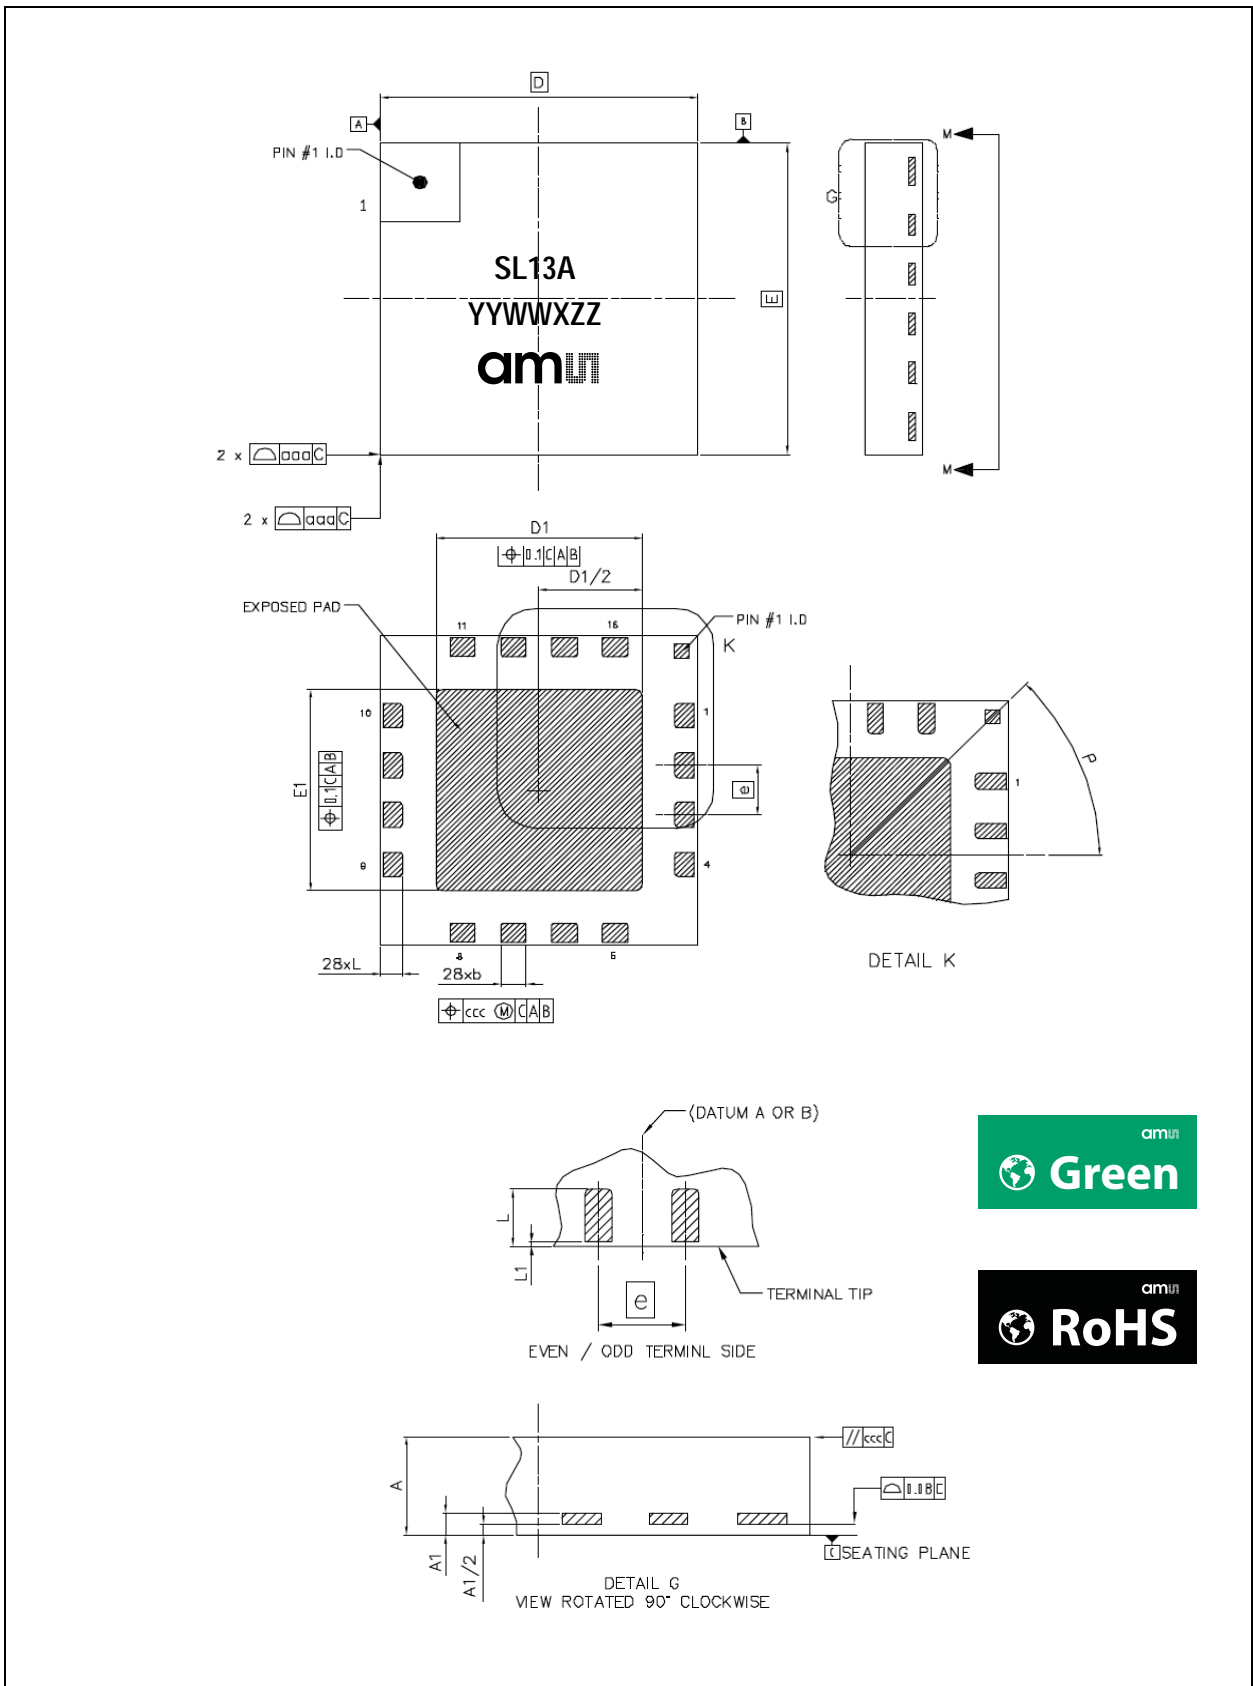 D
A
B
PIN #1 I.D
M
1
G
SL13A
E
YYWWXZZ
ams
2 x aaa C
M
2 x aaa C
D1
0.1 C A B
D1/2
EXPOSED PAD
PIN #1 I.D
11 16
K
10 1
P
E1
0.1 C A B
e
1
9 4
8 5
28xL
28xb
DETAIL K
ccc M C A B
(DATUM A OR B)
ams
Green
L
L1
TERMINAL TIP
e
ams
RoHS
EVEN / ODD TERMINL SIDE
// ccc C
A
0.08 C
A1
A1/2
C SEATING PLANE
DETAIL G
VIEW ROTATED 90° CLOCKWISE